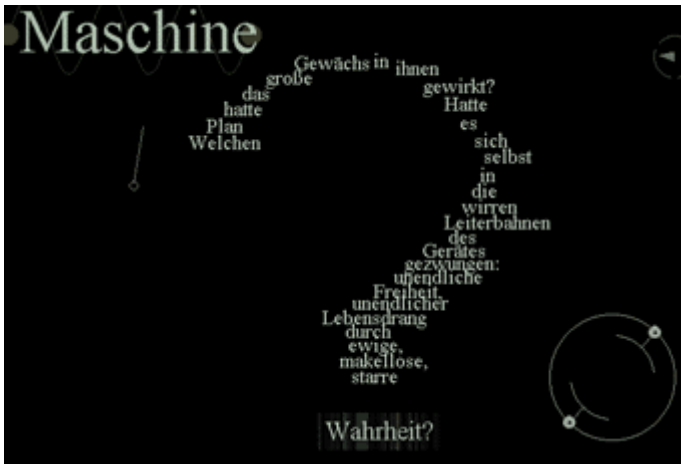 Maschine
Welchen
Plan
hatte
das
große
Gewächs
in
ihnen
gewirkt?
Hatte
es
sich
selbst
in
die
wirren
Leiterbahnen
des
Gerätes
gezwungen:
unendliche
Freiheit,
unendlicher
Lebensdrang
durch
ewige,
makellose,
starre
Wahrheit?